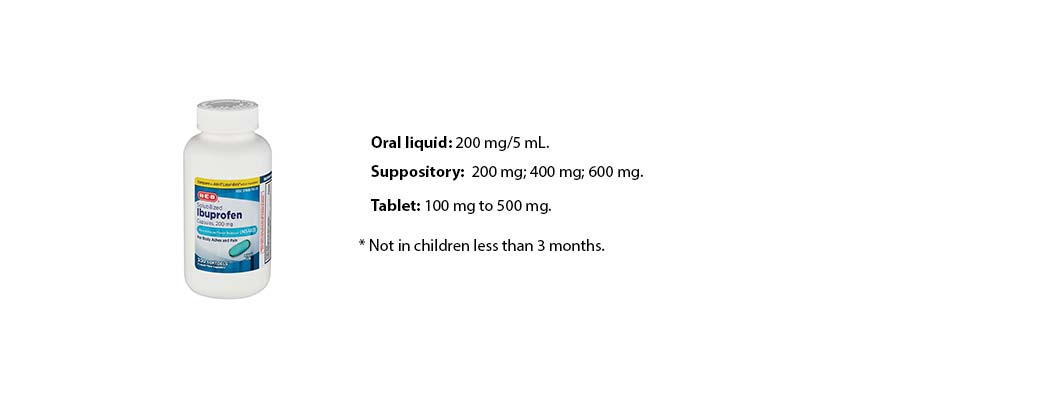 H-E-B
Solubilized
Ibuprofen
Capsules, 200 mg
(NSAID)
For Body Aches and Pain
Oral liquid: 200 mg/5 mL.
Suppository: 200 mg; 400 mg; 600 mg.
Tablet: 100 mg to 500 mg.
* Not in children less than 3 months.